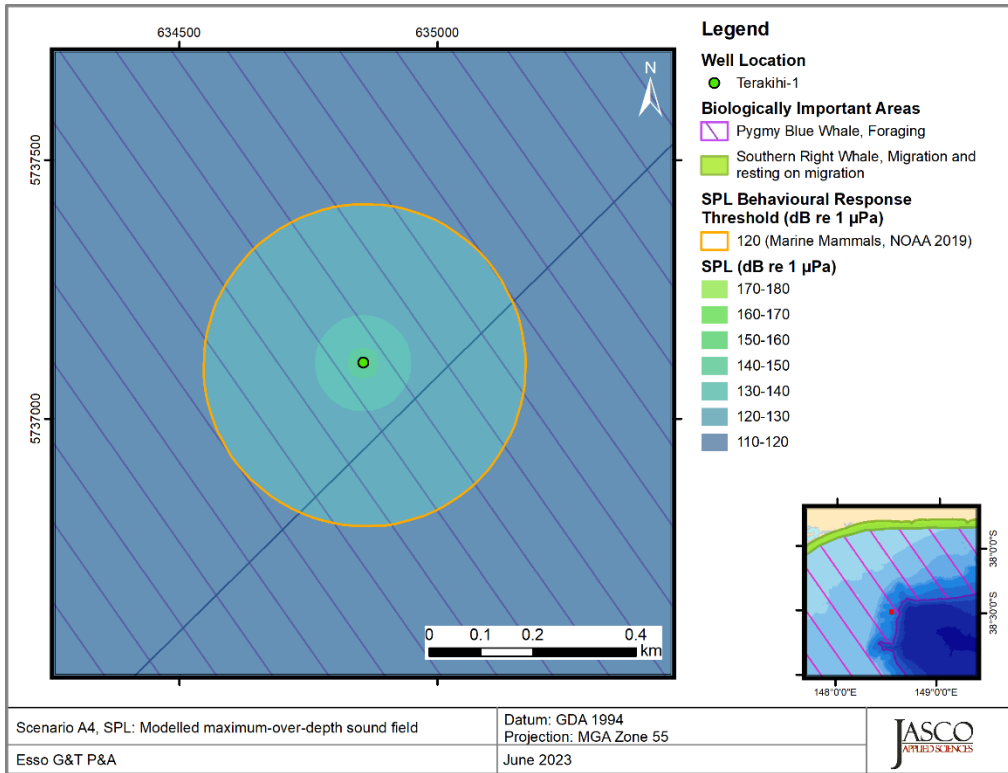 634500
635000
5737500
5737000
N
0 0.1 0.2 0.4
km
Legend
Well Location
Terakihi-1
Biologically Important Areas
Pygmy Blue Whale, Foraging
Southern Right Whale, Migration and
resting on migration
SPL Behavioural Response
Threshold (dB re 1 μPa)
120 (Marine Mammals, NOAA 2019)
SPL (dB re 1 μPa)
170-180
160-170
150-160
140-150
130-140
120-130
110-120
38°0'0"S
38°30'0"S
148°0'0"E 149°0'0"E
Scenario A4, SPL: Modelled maximum-over-depth sound field
Esso G&T P&A
Datum: GDA 1994
Projection: MGA Zone 55
June 2023
JASCO
APPLIED SCIENCES